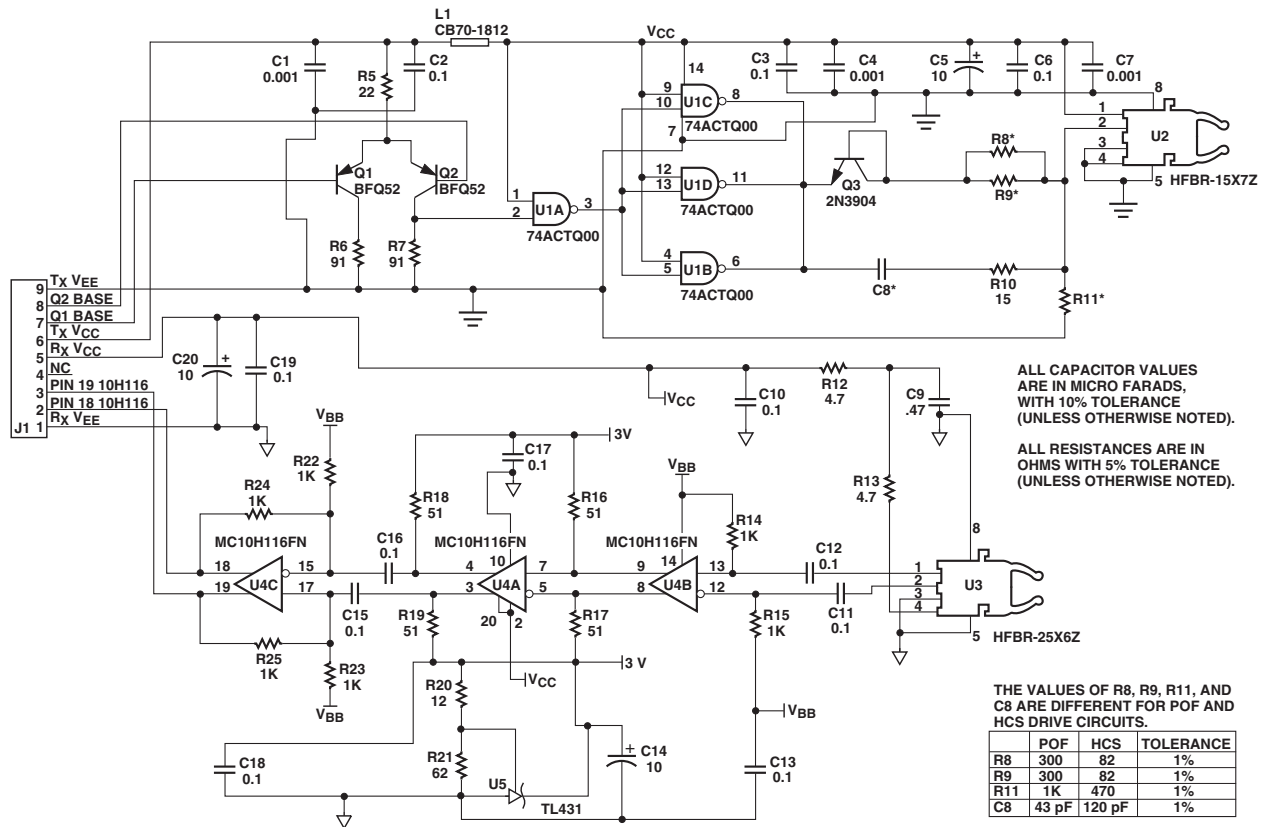 L1
CB70-1812
VCC
C1
0.001
C2
0.1
R5
22
14
C3
0.1
C4
0.001
C5
10
+
C6
0.1
C7
0.001
8
9
10
U1C
8
7
74ACTQ00
1
2
3
4
5
U2
HFBR-15X7Z
Q1
BFQ52
Q2
BFQ52
12
13
U1D
11
74ACTQ00
Q3
2N3904
R8*
R9*
1
2
U1A
3
74ACTQ00
R6
91
R7
91
4
5
U1B
6
74ACTQ00
C8*
R10
15
R11*
9 TX VEE
8 Q2 BASE
7 Q1 BASE
6 TX VCC
5 RX VCC
4 NC
3 PIN 19 10H116
2 PIN 18 10H116
J1 1 RX VEE
C20
10
+
C19
0.1
VCC
C10
0.1
R12
4.7
C9
.47
ALL CAPACITOR VALUES
ARE IN MICRO FARADS,
WITH 10% TOLERANCE
(UNLESS OTHERWISE NOTED).
ALL RESISTANCES ARE IN
OHMS WITH 5% TOLERANCE
(UNLESS OTHERWISE NOTED).
VBB
R22
1K
R24
1K
3V
C17
0.1
R18
51
R16
51
VBB
R14
1K
R13
4.7
MC10H116FN
18
19
U4C
15
17
C16
0.1
C15
0.1
MC10H116FN
10
4
3
U4A
7
5
20
2
MC10H116FN
14
9
8
U4B
13
12
C12
0.1
C11
0.1
8
1
2
3
4
5
U3
HFBR-25X6Z
R19
51
R17
51
R15
1K
R25
1K
R23
1K
VBB
VCC
3 V
R20
12
R21
62
U5
TL431
C18
0.1
+
C14
10
VBB
C13
0.1
THE VALUES OF R8, R9, R11, AND
C8 ARE DIFFERENT FOR POF AND
HCS DRIVE CIRCUITS.
POF HCS TOLERANCE
R8 300 82 1%
R9 300 82 1%
R11 1K 470 1%
C8 43 pF 120 pF 1%